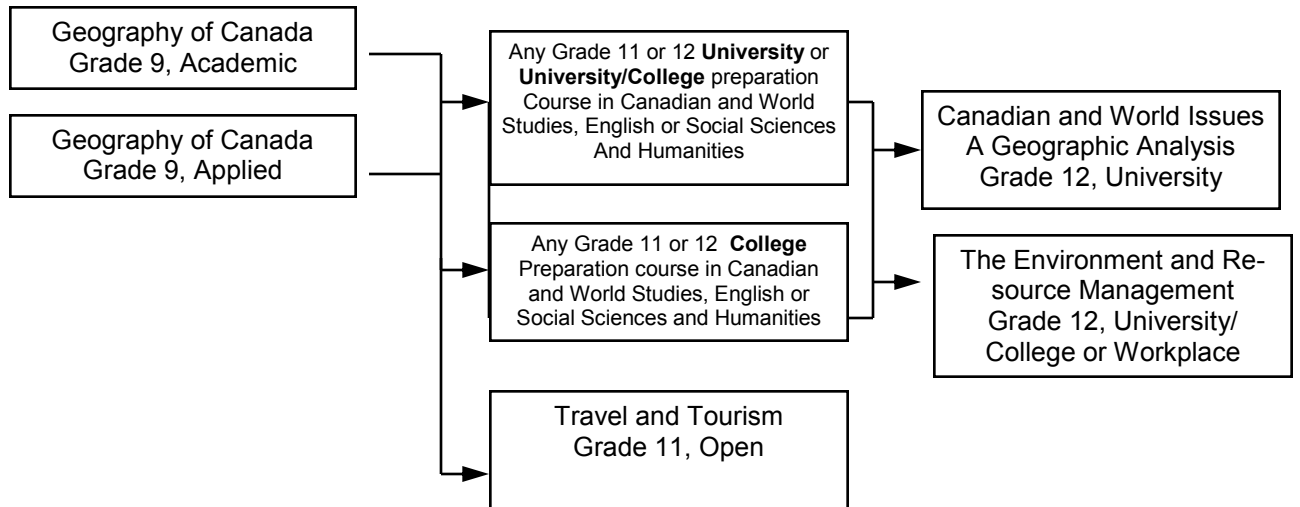 Geography of Canada
Grade 9, Academic
Geography of Canada
Grade 9, Applied
Any Grade 11 or 12 University or
University/College preparation
Course in Canadian and World
Studies, English or Social Sciences
And Humanities
Any Grade 11 or 12 College
Preparation course in Canadian
and World Studies, English or
Social Sciences and Humanities
Travel and Tourism
Grade 11, Open
Canadian and World Issues
A Geographic Analysis
Grade 12, University
The Environment and Re-
source Management
Grade 12, University/
College or Workplace